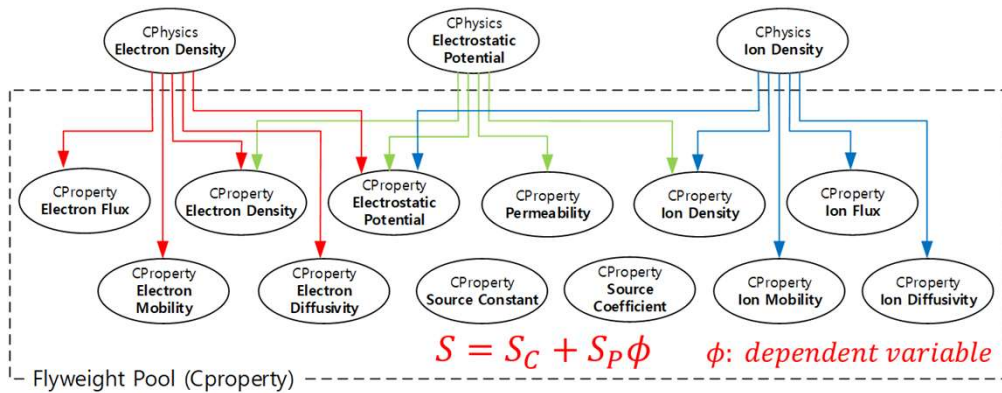 CPhysics
Electron Density
CPhysics
Electrostatic
Potential
CPhysics
Ion Density
CProperty
Electron Flux
CProperty
Electron Density
CProperty
Electrostatic
Potential
CProperty
Permeability
CProperty
Ion Density
CProperty
Ion Flux
CProperty
Electron
Mobility
CProperty
Electron
Diffusivity
CProperty
Source Constant
CProperty
Source
Coefficient
CProperty
Ion Mobility
CProperty
Ion Diffusivity
S = S_C + S_P ϕ
ϕ: dependent variable
Flyweight Pool (Cproperty)